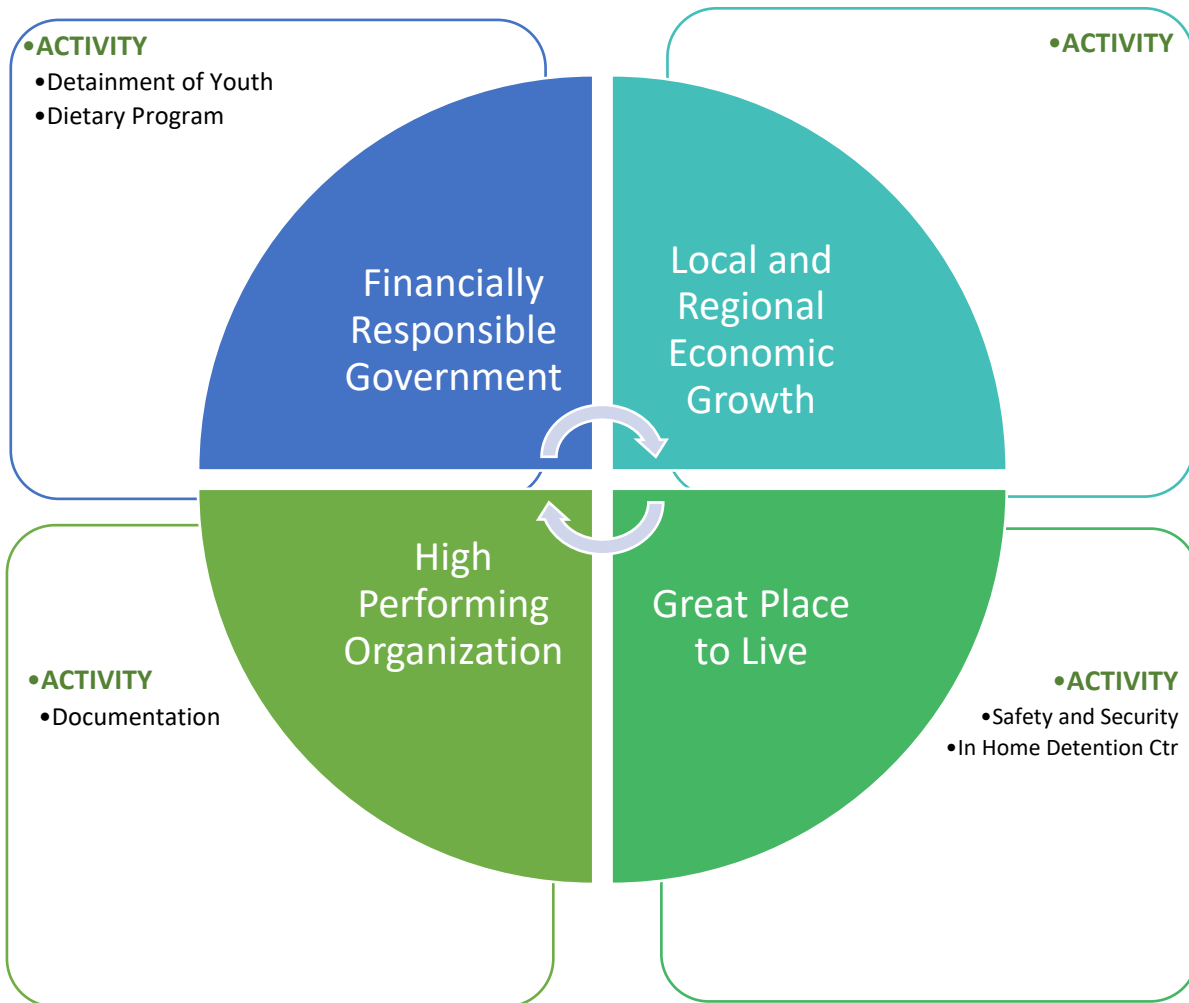 •ACTIVITY
•Detainment of Youth
•Dietary Program
•ACTIVITY
Financially
Responsible
Government
Local and
Regional
Economic
Growth
High
Performing
Organization
Great Place
to Live
•ACTIVITY
•Documentation
•ACTIVITY
•Safety and Security
•In Home Detention Ctr